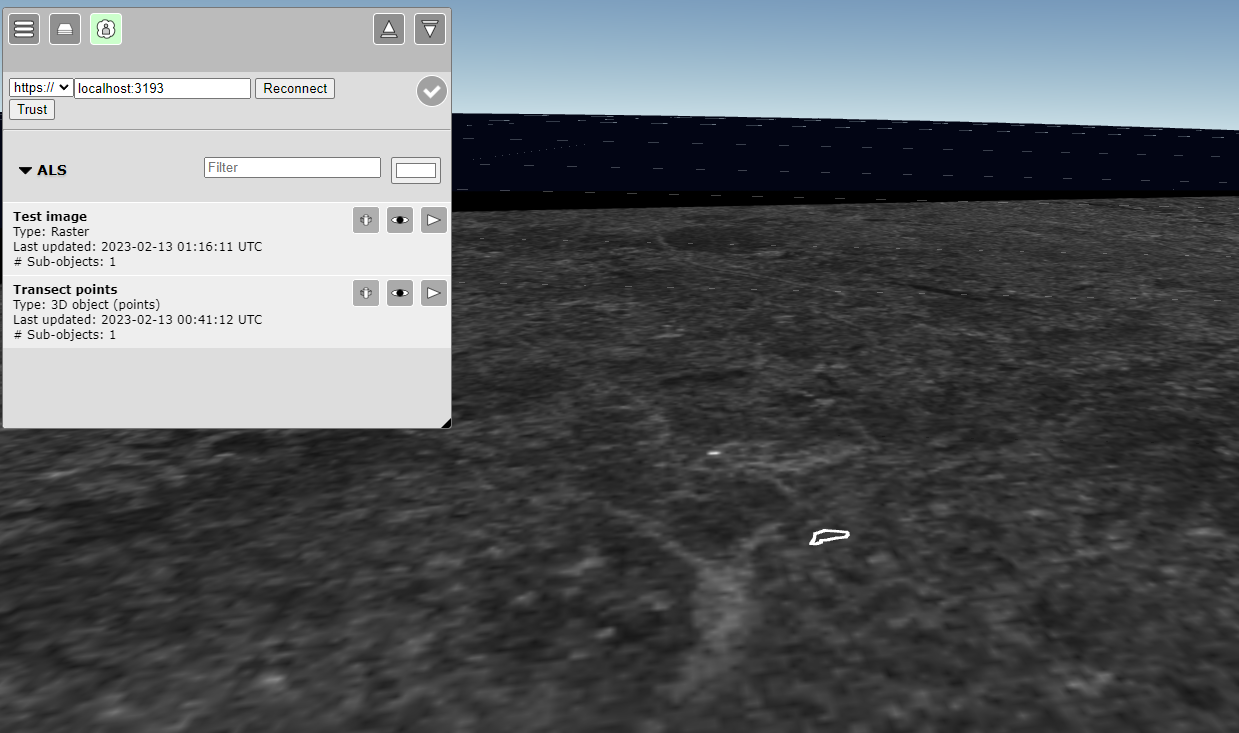 https:// localhost:3193 Reconnect
Trust
ALS Filter
Test image
Type: Raster
Last updated: 2023-02-13 01:16:11 UTC
# Sub-objects: 1
Transect points
Type: 3D object (points)
Last updated: 2023-02-13 00:41:12 UTC
# Sub-objects: 1